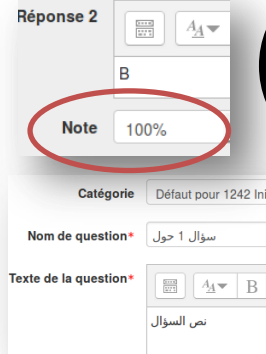 Réponse 2
B
Note 100%
Catégorie Défaut pour 1242 Ini
Nom de question* سؤال 1 حول
Texte de la question* B
نص السؤال